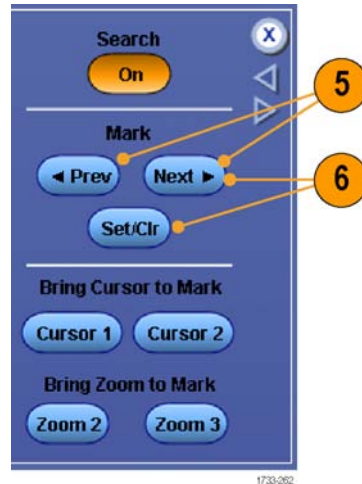 Search
X
On
5
Mark
◄ Prev
Next ►
6
Set/Clr
Bring Cursor to Mark
Cursor 1
Cursor 2
Bring Zoom to Mark
Zoom 2
Zoom 3
1733-262